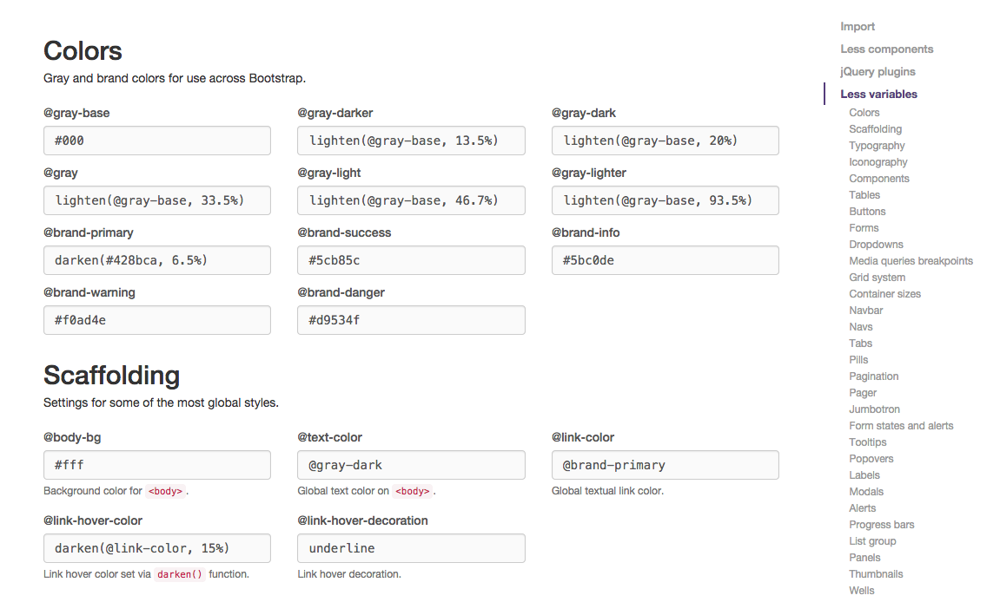 Colors
Gray and brand colors for use across Bootstrap.
@gray-base @gray-darker @gray-dark
#000 lighten(@gray-base, 13.5%) lighten(@gray-base, 20%)
@gray @gray-light @gray-lighter
lighten(@gray-base, 33.5%) lighten(@gray-base, 46.7%) lighten(@gray-base, 93.5%)
@brand-primary @brand-success @brand-info
darken(#428bca, 6.5%) #5cb85c #5bc0de
@brand-warning @brand-danger
#f0ad4e #d9534f
Scaffolding
Settings for some of the most global styles.
@body-bg @text-color @link-color
#fff @gray-dark @brand-primary
Background color for <body>. Global text color on <body>. Global textual link color.
@link-hover-color @link-hover-decoration
darken(@link-color, 15%) underline
Link hover color set via darken() function. Link hover decoration.
Import
Less components
jQuery plugins
Less variables
Colors
Scaffolding
Typography
Iconography
Components
Tables
Buttons
Forms
Dropdowns
Media queries breakpoints
Grid system
Container sizes
Navbar
Navs
Tabs
Pills
Pagination
Pager
Jumbotron
Form states and alerts
Tooltips
Popovers
Labels
Modals
Alerts
Progress bars
List group
Panels
Thumbnails
Wells